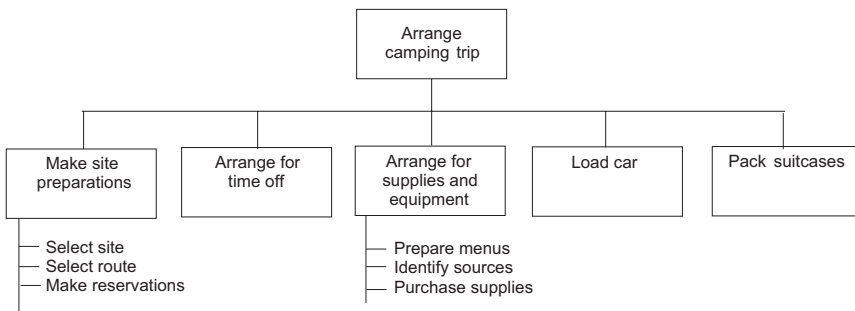 Arrange
camping trip
Make site
preparations
Arrange for
time off
Arrange for
supplies and
equipment
Load car
Pack suitcases
Select site
Select route
Make reservations
Prepare menus
Identify sources
Purchase supplies